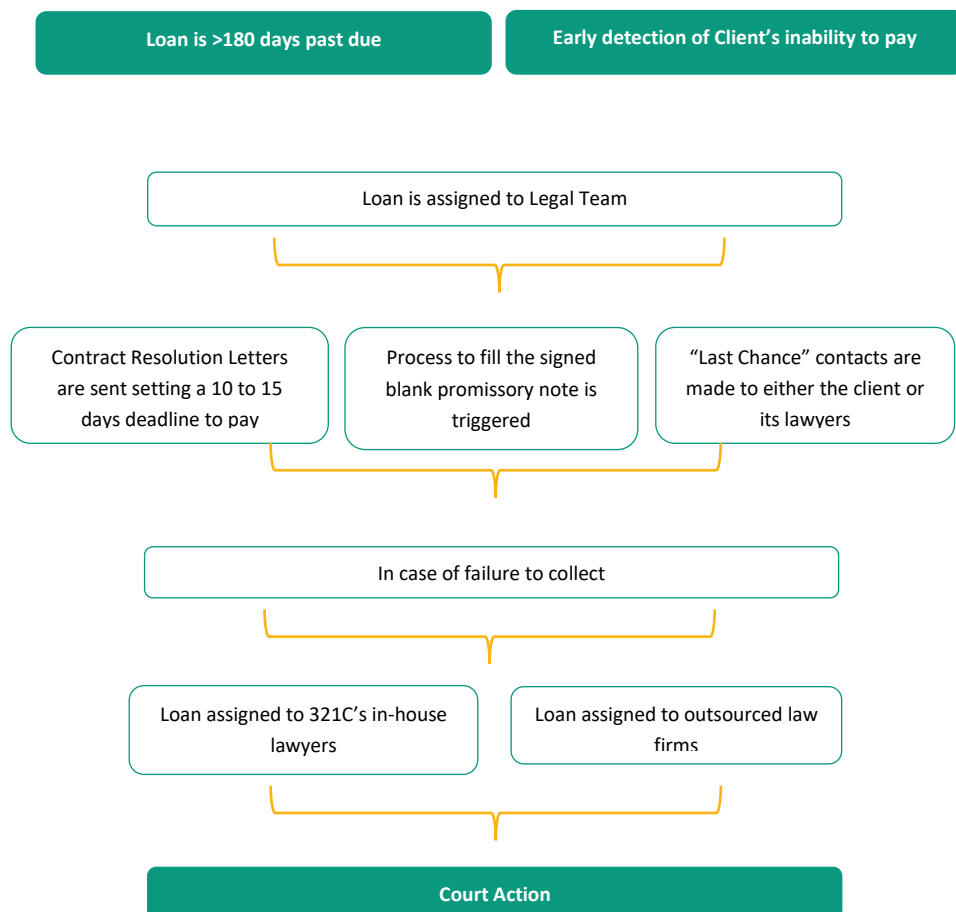 Loan is >180 days past due
Early detection of Client’s inability to pay
Loan is assigned to Legal Team
Contract Resolution Letters
are sent setting a 10 to 15
days deadline to pay
Process to fill the signed
blank promissory note is
triggered
“Last Chance” contacts are
made to either the client or
its lawyers
In case of failure to collect
Loan assigned to 321C’s in-house
lawyers
Loan assigned to outsourced law
firms
Court Action